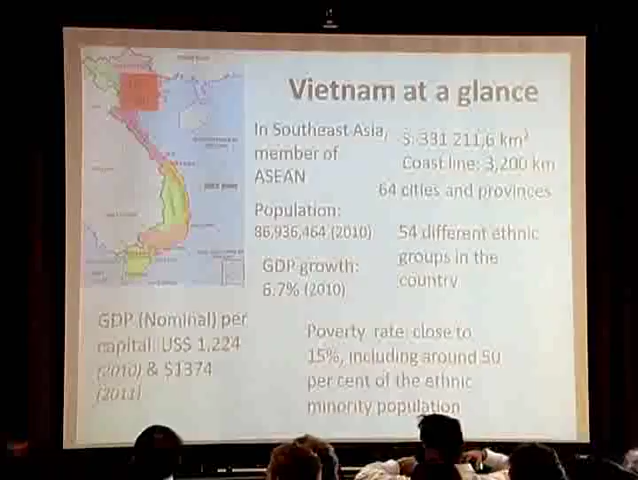 Vietnam at a glance
In Southeast Asia,
member of
ASEAN
S: 331 211,6 km²
Coast line: 3,200 km
64 cities and provinces
Population:
86,936,464 (2010)
54 different ethnic
groups in the
country
GDP growth:
6.7% (2010)
GDP (Nominal) per
capital: US$ 1,224
(2010) & $1374
(2011)
Poverty rate: close to
15%, including around 50
per cent of the ethnic
minority population